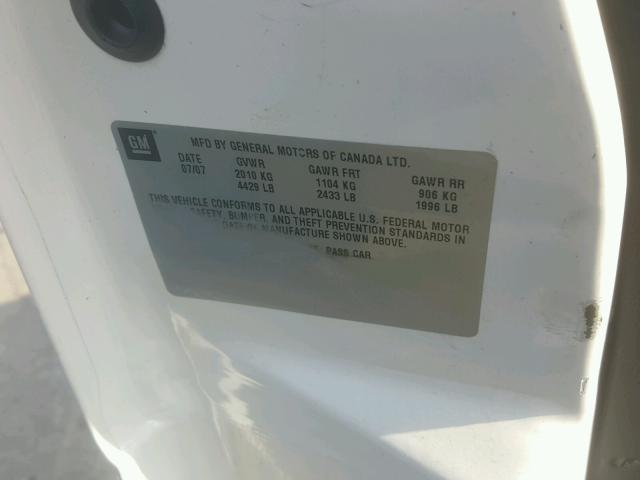 GM
MFD BY GENERAL MOTORS OF CANADA LTD.
DATE GVWR GAWR FRT GAWR RR
07/07 2010 KG 1104 KG 906 KG
4429 LB 2433 LB 1996 LB
THIS VEHICLE CONFORMS TO ALL APPLICABLE U.S. FEDERAL MOTOR
SAFETY, BUMPER, AND THEFT PREVENTION STANDARDS IN
MANUFACTURE SHOWN ABOVE.
PASS CAR